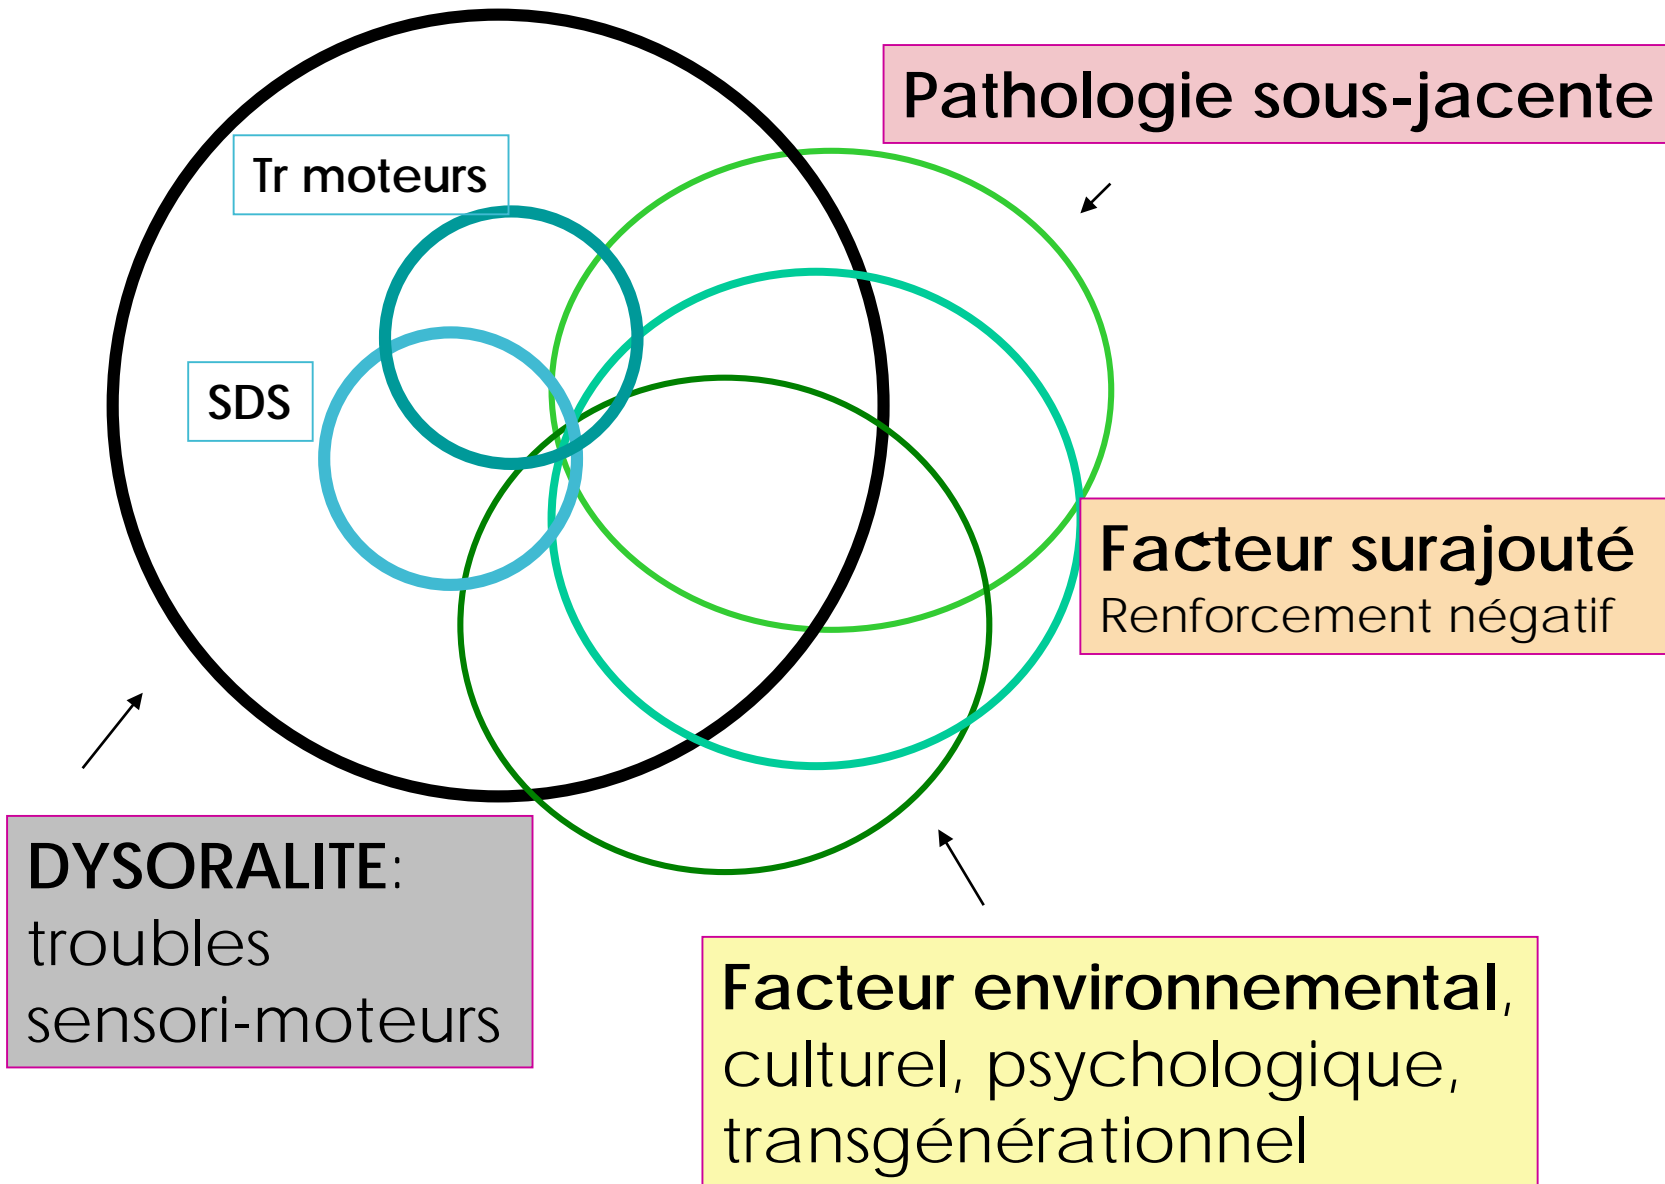 Pathologie sous-jacente
Tr moteurs
SDS
Facteur surajouté
Renforcement négatif
DYSORALITE:
troubles
sensori-moteurs
Facteur environnemental,
culturel, psychologique,
transgénérationnel